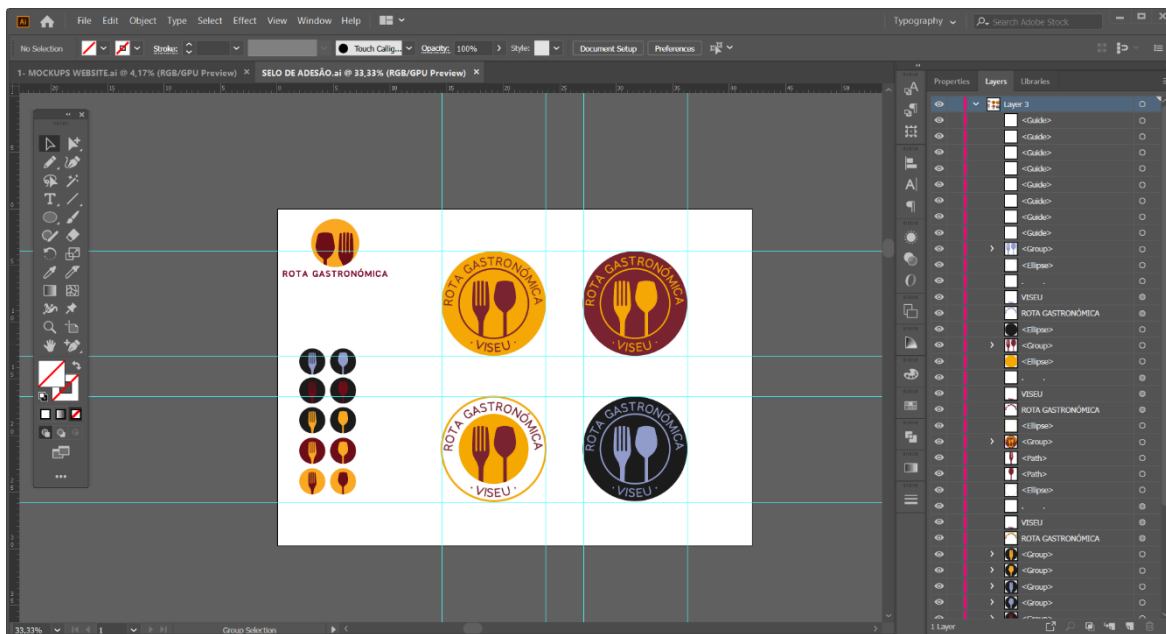 Ai File Edit Object Type Select Effect View Window Help Typography Search Adobe Stock
No Selection Stroke: Touch Callig... Opacity: 100% Style: Document Setup Preferences
1- MOCKUPS WEBSITE.ai @ 4,17% (RGB/GPU Preview) × SELO DE ADESÃO.ai @ 33,33% (RGB/GPU Preview) ×
Properties Layers Libraries
Layer 3
<Guide>
<Guide>
<Guide>
<Guide>
<Guide>
<Guide>
<Guide>
<Guide>
<Group>
<Ellipse>
. .
VISEU
ROTA GASTRONÓMICA
<Ellipse>
<Group>
<Ellipse>
. .
VISEU
ROTA GASTRONÓMICA
<Ellipse>
<Group>
<Path>
<Path>
<Ellipse>
. .
VISEU
ROTA GASTRONÓMICA
<Group>
<Group>
<Group>
<Group>
1 Layer
ROTA GASTRONÓMICA
ROTA GASTRONÓMICA
· VISEU ·
ROTA GASTRONÓMICA
· VISEU ·
ROTA GASTRONÓMICA
· VISEU ·
ROTA GASTRONÓMICA
· VISEU ·
33,33% 1 Group Selection